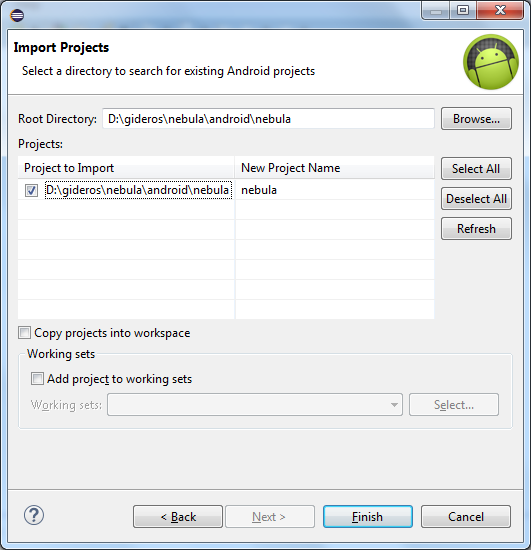 Import Projects
Select a directory to search for existing Android projects
Root Directory: D:\gideros\nebula\android\nebula Browse...
Projects:
Project to Import New Project Name Select All
D:\gideros\nebula\android\nebula nebula
Deselect All
Refresh
Copy projects into workspace
Working sets
Add project to working sets
Working sets: Select...
? < Back Next > Finish Cancel